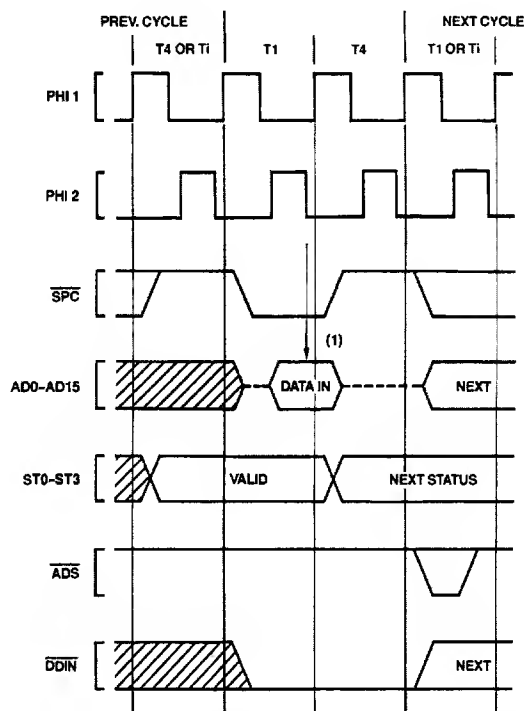 PREV. CYCLE NEXT CYCLE
T4 OR Ti T1 T4 T1 OR Ti
PHI 1
PHI 2
SPC
(1)
AD0-AD15 DATA IN NEXT
ST0-ST3 VALID NEXT STATUS
ADS
DDIN NEXT